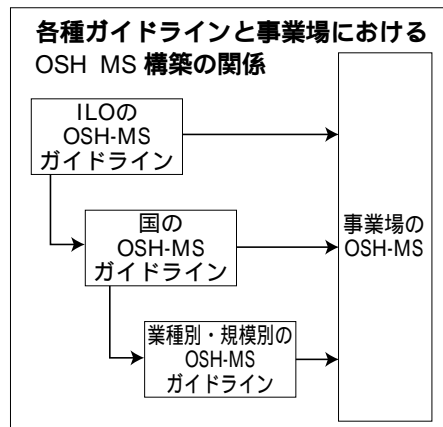 各種ガイドラインと事業場における
OSH MS 構築の関係
ILOの
OSH-MS
ガイドライン
国の
OSH-MS
ガイドライン
業種別・規模別の
OSH-MS
ガイドライン
事業場の
OSH-MS